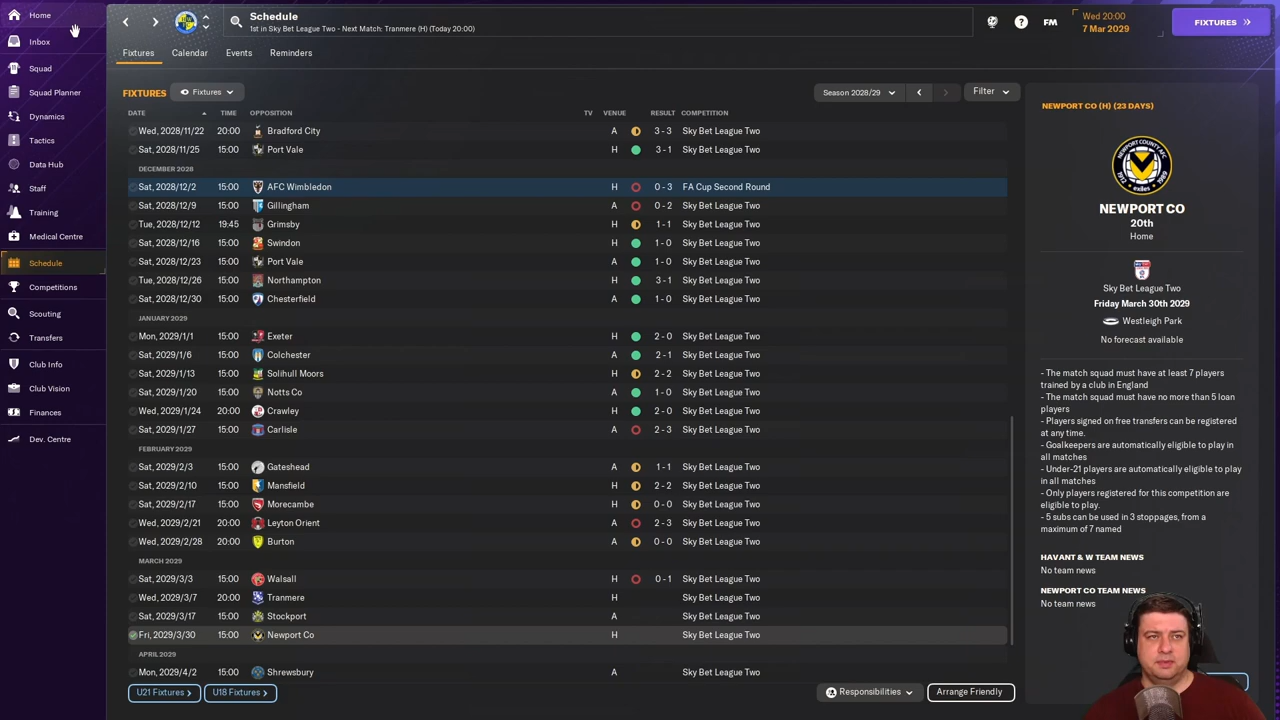 Home
Inbox
Squad
Squad Planner
Dynamics
Tactics
Data Hub
Staff
Training
Medical Centre
Schedule
Competitions
Scouting
Transfers
Club Info
Club Vision
Finances
Dev. Centre
Schedule
1st in Sky Bet League Two - Next Match: Tranmere (H) (Today 20:00)
FM
Wed 20:00
7 Mar 2029
FIXTURES
Fixtures Calendar Events Reminders
FIXTURES Fixtures Season 2028/29 Filter
DATE TIME OPPOSITION TV VENUE RESULT COMPETITION
Wed, 2028/11/22 20:00 Bradford City A 3 - 3 Sky Bet League Two
Sat, 2028/11/25 15:00 Port Vale H 3 - 1 Sky Bet League Two
DECEMBER 2028
Sat, 2028/12/2 15:00 AFC Wimbledon H 0 - 3 FA Cup Second Round
Sat, 2028/12/9 15:00 Gillingham A 0 - 2 Sky Bet League Two
Tue, 2028/12/12 19:45 Grimsby H 1 - 1 Sky Bet League Two
Sat, 2028/12/16 15:00 Swindon H 1 - 0 Sky Bet League Two
Sat, 2028/12/23 15:00 Port Vale A 1 - 0 Sky Bet League Two
Tue, 2028/12/26 15:00 Northampton H 3 - 1 Sky Bet League Two
Sat, 2028/12/30 15:00 Chesterfield A 1 - 0 Sky Bet League Two
JANUARY 2029
Mon, 2029/1/1 15:00 Exeter H 2 - 0 Sky Bet League Two
Sat, 2029/1/6 15:00 Colchester A 2 - 1 Sky Bet League Two
Sat, 2029/1/13 15:00 Solihull Moors H 2 - 2 Sky Bet League Two
Sat, 2029/1/20 15:00 Notts Co A 1 - 0 Sky Bet League Two
Wed, 2029/1/24 20:00 Crawley H 2 - 0 Sky Bet League Two
Sat, 2029/1/27 15:00 Carlisle A 2 - 3 Sky Bet League Two
FEBRUARY 2029
Sat, 2029/2/3 15:00 Gateshead A 1 - 1 Sky Bet League Two
Sat, 2029/2/10 15:00 Mansfield H 2 - 2 Sky Bet League Two
Sat, 2029/2/17 15:00 Morecambe H 0 - 0 Sky Bet League Two
Wed, 2029/2/21 20:00 Leyton Orient A 2 - 3 Sky Bet League Two
Wed, 2029/2/28 20:00 Burton A 0 - 0 Sky Bet League Two
MARCH 2029
Sat, 2029/3/3 15:00 Walsall H 0 - 1 Sky Bet League Two
Wed, 2029/3/7 20:00 Tranmere H Sky Bet League Two
Sat, 2029/3/17 15:00 Stockport A Sky Bet League Two
Fri, 2029/3/30 15:00 Newport Co H Sky Bet League Two
APRIL 2029
Mon, 2029/4/2 15:00 Shrewsbury A Sky Bet League Two
U21 Fixtures U18 Fixtures Responsibilities Arrange Friendly
NEWPORT CO (H) (23 DAYS)
NEWPORT COUNTY AFC
1912 exiles 1989
NEWPORT CO
20th
Home
Sky Bet League Two
Friday March 30th 2029
Westleigh Park
No forecast available
- The match squad must have at least 7 players
trained by a club in England
- The match squad must have no more than 5 loan
players
- Players signed on free transfers can be registered
at any time.
- Goalkeepers are automatically eligible to play in
all matches
- Under-21 players are automatically eligible to play
in all matches
- Only players registered for this competition are
eligible to play.
- 5 subs can be used in 3 stoppages, from a
maximum of 7 named
HAVANT & W TEAM NEWS
No team news
NEWPORT CO TEAM NEWS
No team news